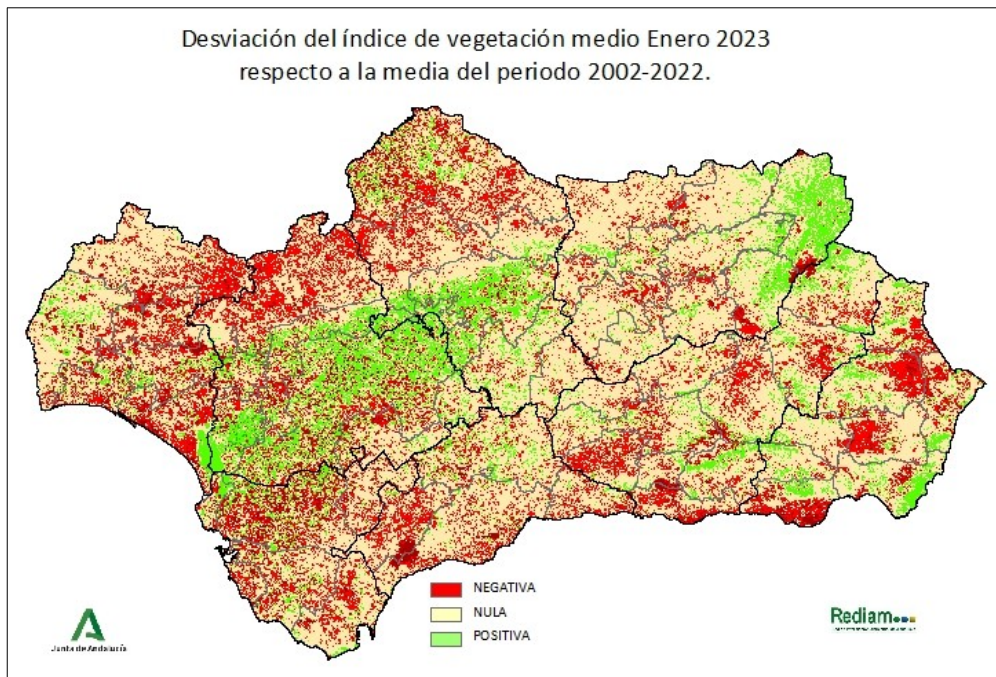 Desviación del índice de vegetación medio Enero 2023
respecto a la media del periodo 2002-2022.
NEGATIVA
NULA
POSITIVA
Junta de Andalucía
Rediam